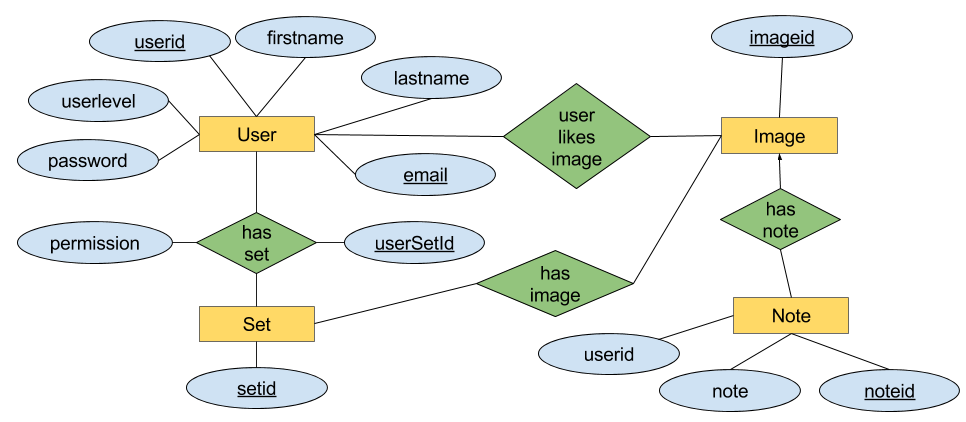 userid
firstname
imageid
lastname
userlevel
User
user
likes
image
Image
password
email
has
note
permission
has
set
userSetId
has
image
Set
Note
userid
setid
note
noteid